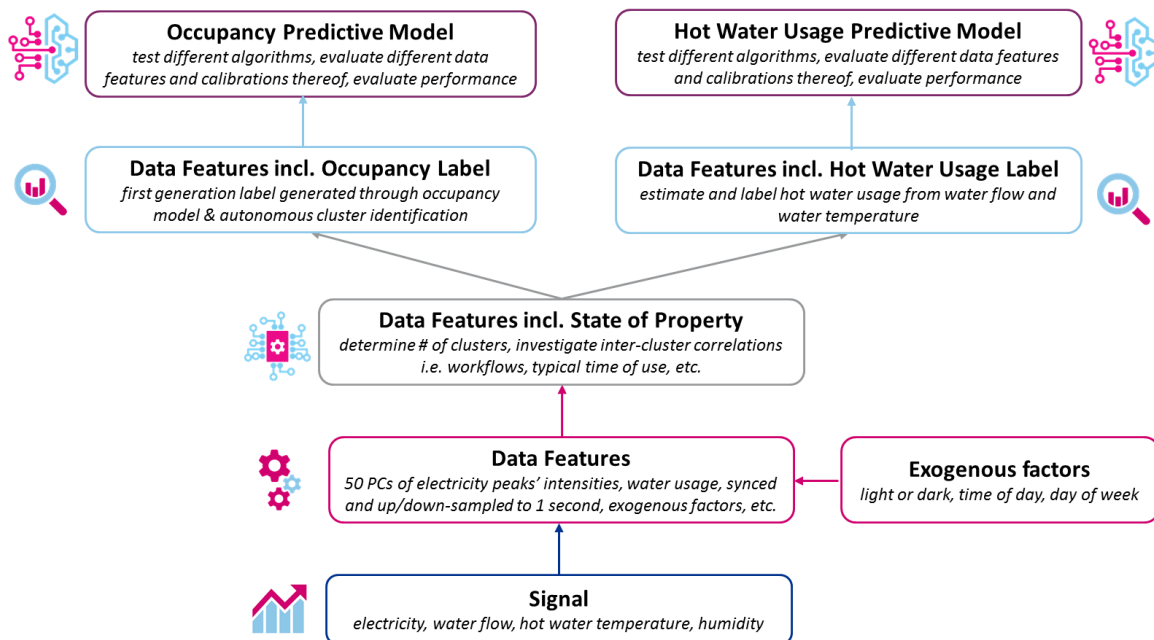 Occupancy Predictive Model
test different algorithms, evaluate different data
features and calibrations thereof, evaluate performance
Hot Water Usage Predictive Model
test different algorithms, evaluate different data features
and calibrations thereof, evaluate performance
Data Features incl. Occupancy Label
first generation label generated through occupancy
model & autonomous cluster identification
Data Features incl. Hot Water Usage Label
estimate and label hot water usage from water flow and
water temperature
Data Features incl. State of Property
determine # of clusters, investigate inter-cluster correlations
i.e. workflows, typical time of use, etc.
Data Features
50 PCs of electricity peaks’ intensities, water usage, synced
and up/down-sampled to 1 second, exogenous factors, etc.
Exogenous factors
light or dark, time of day, day of week
Signal
electricity, water flow, hot water temperature, humidity